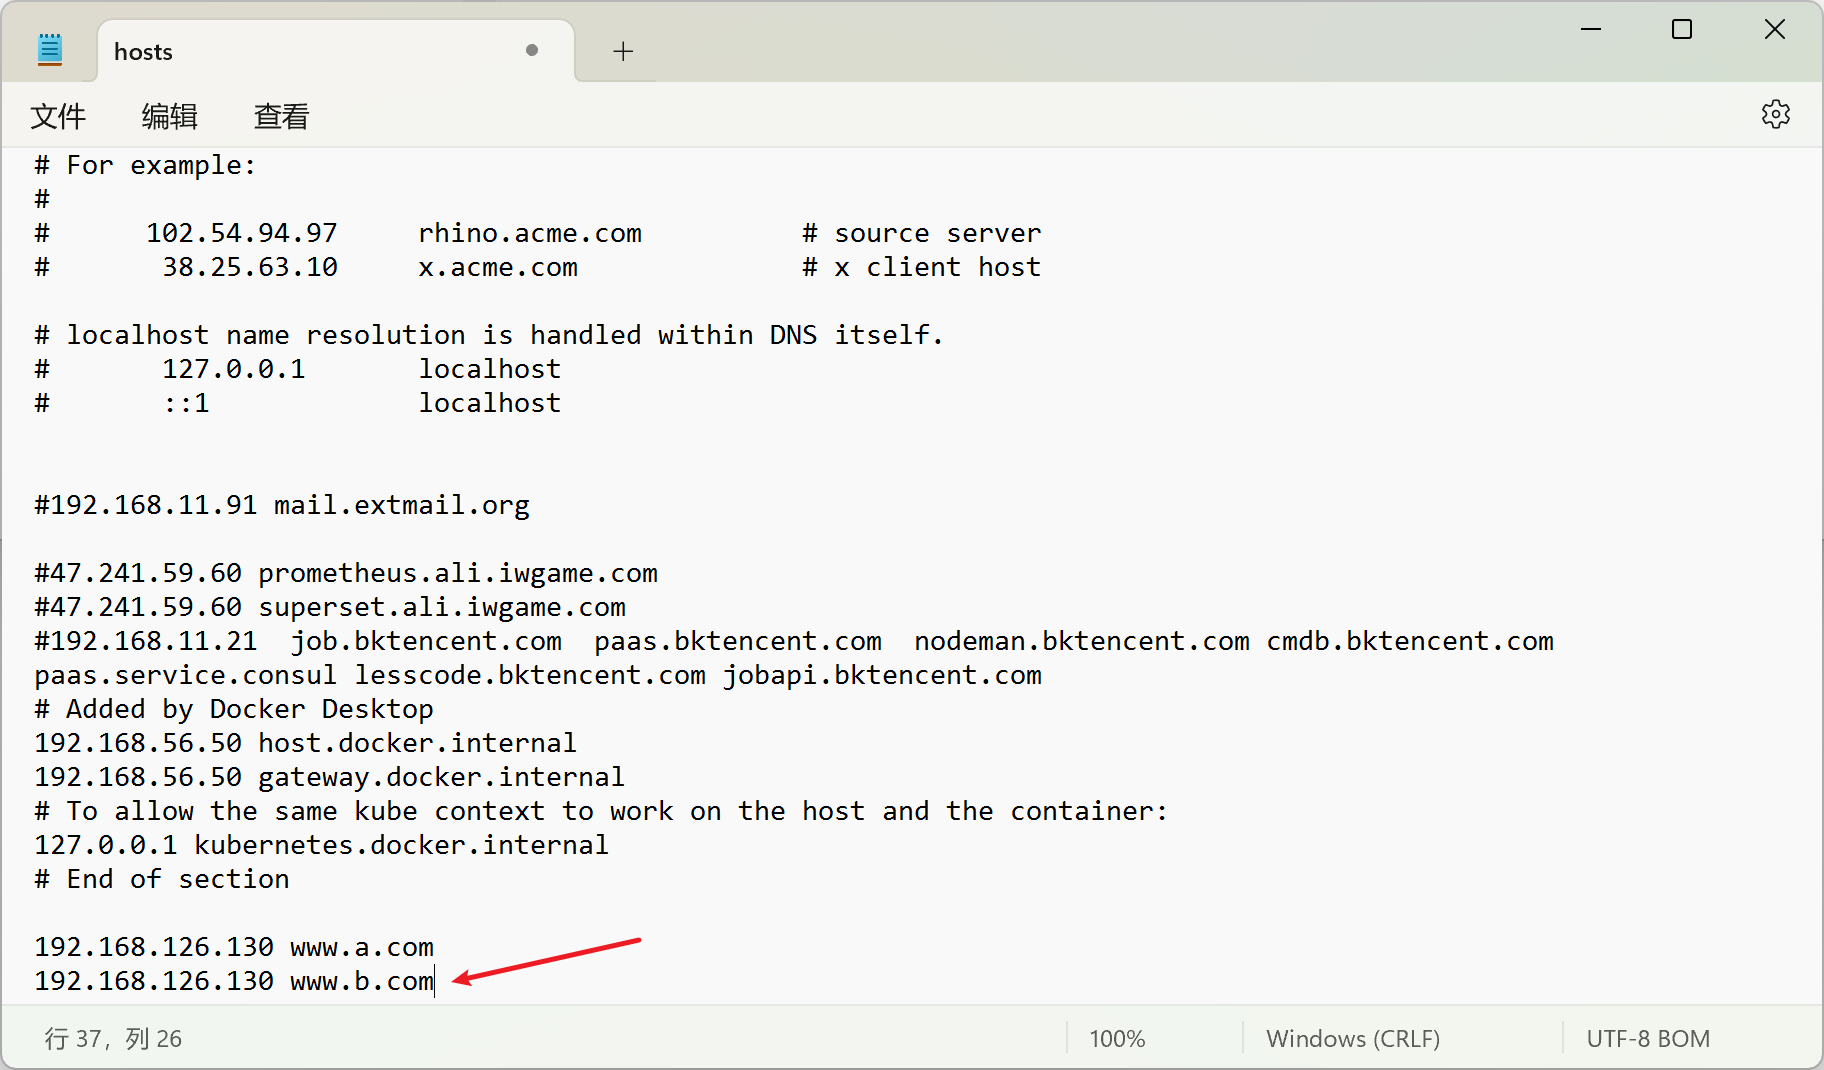 hosts
文件 编辑 查看
# For example:
#
#      102.54.94.97     rhino.acme.com          # source server
#       38.25.63.10     x.acme.com              # x client host
# localhost name resolution is handled within DNS itself.
#       127.0.0.1       localhost
#       ::1             localhost
#192.168.11.91 mail.extmail.org
#47.241.59.60 prometheus.ali.iwgame.com
#47.241.59.60 superset.ali.iwgame.com
#192.168.11.21  job.bktencent.com  paas.bktencent.com  nodeman.bktencent.com cmdb.bktencent.com
paas.service.consul lesscode.bktencent.com jobapi.bktencent.com
# Added by Docker Desktop
192.168.56.50 host.docker.internal
192.168.56.50 gateway.docker.internal
# To allow the same kube context to work on the host and the container:
127.0.0.1 kubernetes.docker.internal
# End of section
192.168.126.130 www.a.com
192.168.126.130 www.b.com
行 37，列 26 100% Windows (CRLF) UTF-8 BOM